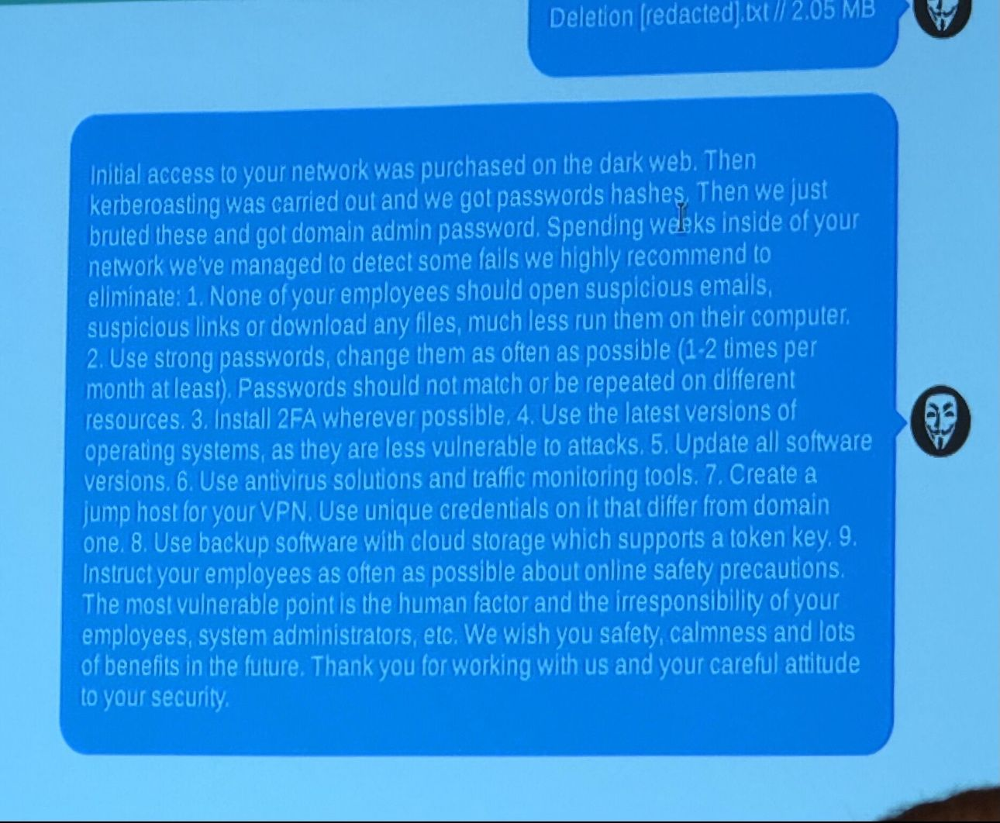 Deletion [redacted].txt // 2.05 MB
Initial access to your network was purchased on the dark web. Then
kerberoasting was carried out and we got passwords hashes. Then we just
bruted these and got domain admin password. Spending weeks inside of your
network we've managed to detect some fails we highly recommend to
eliminate: 1. None of your employees should open suspicious emails,
suspicious links or download any files, much less run them on their computer.
2. Use strong passwords, change them as often as possible (1-2 times per
month at least). Passwords should not match or be repeated on different
resources. 3. Install 2FA wherever possible. 4. Use the latest versions of
operating systems, as they are less vulnerable to attacks. 5. Update all software
versions. 6. Use antivirus solutions and traffic monitoring tools. 7. Create a
jump host for your VPN. Use unique credentials on it that differ from domain
one. 8. Use backup software with cloud storage which supports a token key. 9.
Instruct your employees as often as possible about online safety precautions.
The most vulnerable point is the human factor and the irresponsibility of your
employees, system administrators, etc. We wish you safety, calmness and lots
of benefits in the future. Thank you for working with us and your careful attitude
to your security.